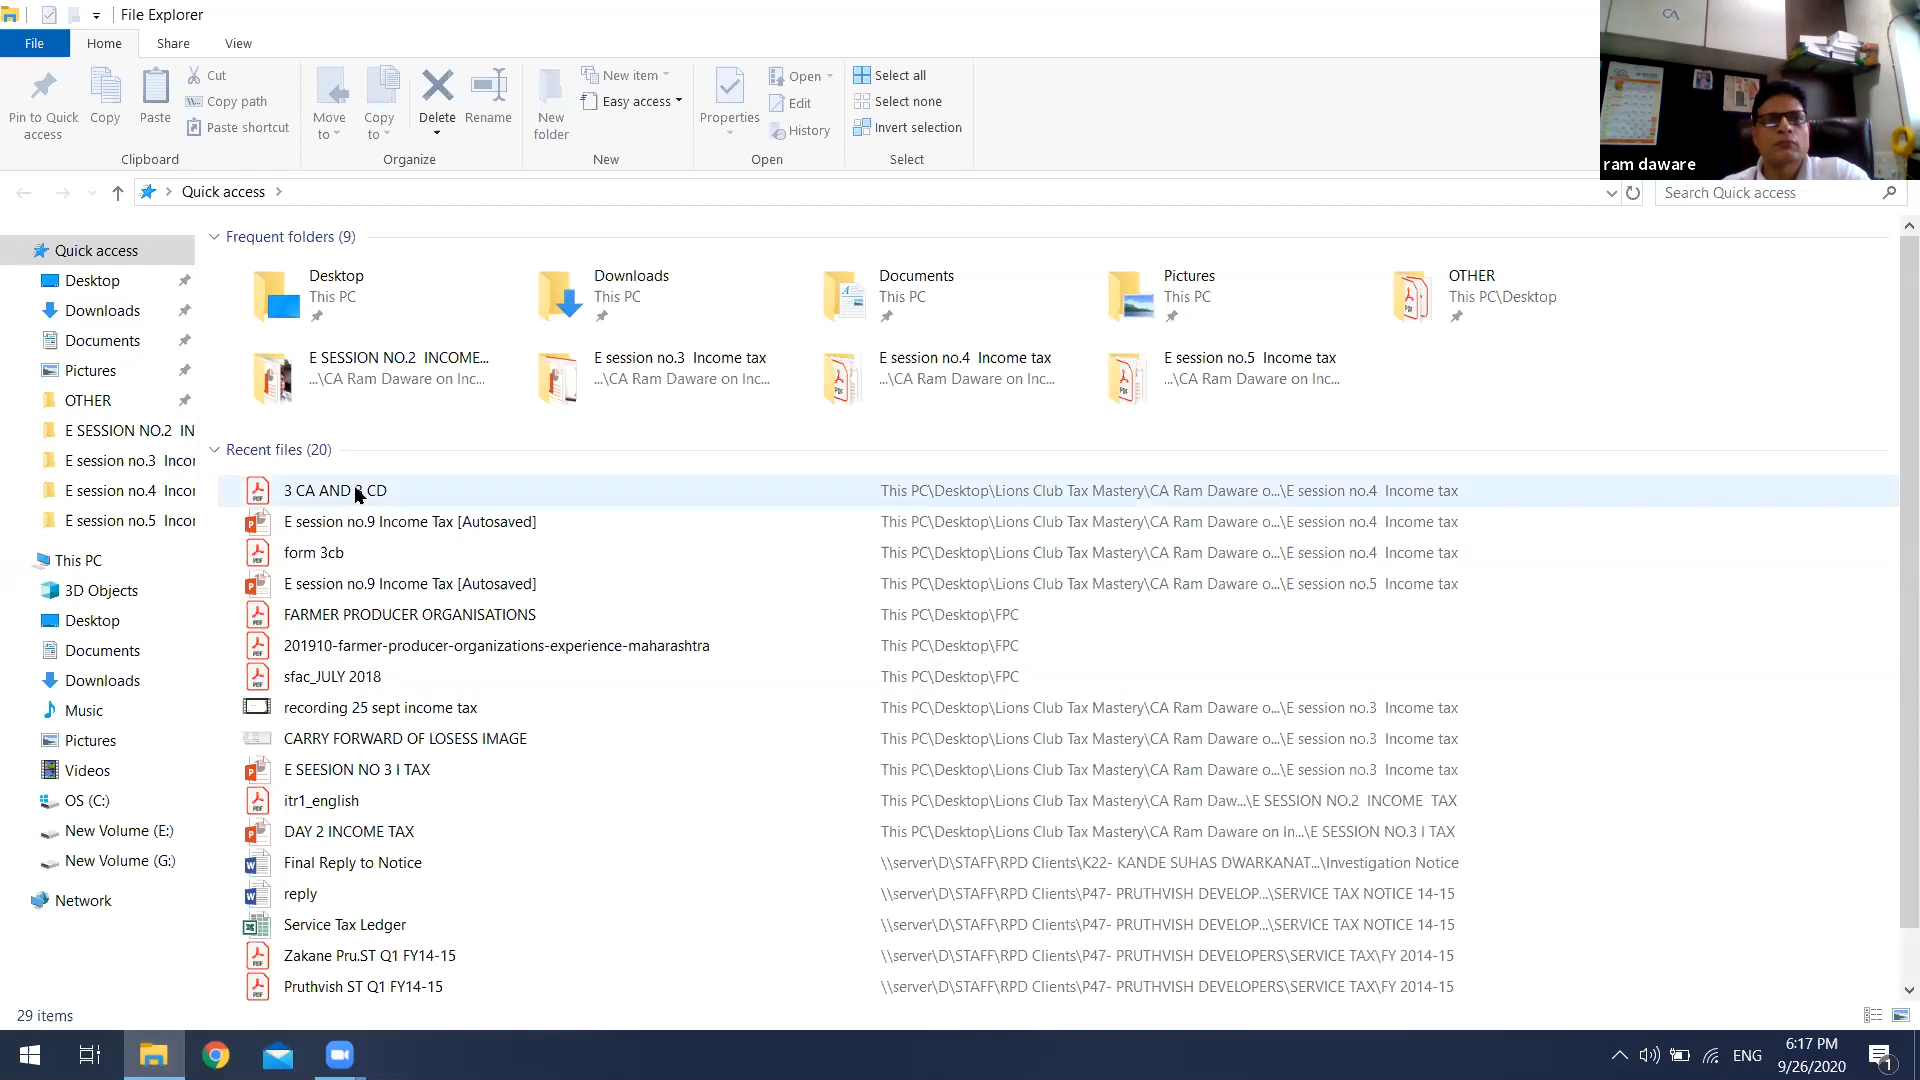 File Explorer
File Home Share View
Pin to Quick access
Copy
Paste
Cut
Copy path
Paste shortcut
Clipboard
Move to
Copy to
Delete
Rename
Organize
New folder
New item
Easy access
New
Properties
Open
Edit
History
Open
Select all
Select none
Invert selection
Select
CA
ram daware
Quick access
Search Quick access
Quick access
Desktop
Downloads
Documents
Pictures
OTHER
E SESSION NO.2 IN
E session no.3 Incor
E session no.4 Incor
E session no.5 Incor
This PC
3D Objects
Desktop
Documents
Downloads
Music
Pictures
Videos
OS (C:)
New Volume (E:)
New Volume (G:)
Network
Frequent folders (9)
Desktop
This PC
Downloads
This PC
Documents
This PC
Pictures
This PC
OTHER
This PC\Desktop
E SESSION NO.2 INCOME...
...\CA Ram Daware on Inc...
E session no.3 Income tax
...\CA Ram Daware on Inc...
E session no.4 Income tax
...\CA Ram Daware on Inc...
E session no.5 Income tax
...\CA Ram Daware on Inc...
Recent files (20)
3 CA AND 3 CD This PC\Desktop\Lions Club Tax Mastery\CA Ram Daware o...\E session no.4 Income tax
E session no.9 Income Tax [Autosaved] This PC\Desktop\Lions Club Tax Mastery\CA Ram Daware o...\E session no.4 Income tax
form 3cb This PC\Desktop\Lions Club Tax Mastery\CA Ram Daware o...\E session no.4 Income tax
E session no.9 Income Tax [Autosaved] This PC\Desktop\Lions Club Tax Mastery\CA Ram Daware o...\E session no.5 Income tax
FARMER PRODUCER ORGANISATIONS This PC\Desktop\FPC
201910-farmer-producer-organizations-experience-maharashtra This PC\Desktop\FPC
sfac_JULY 2018 This PC\Desktop\FPC
recording 25 sept income tax This PC\Desktop\Lions Club Tax Mastery\CA Ram Daware o...\E session no.3 Income tax
CARRY FORWARD OF LOSESS IMAGE This PC\Desktop\Lions Club Tax Mastery\CA Ram Daware o...\E session no.3 Income tax
E SEESION NO 3 I TAX This PC\Desktop\Lions Club Tax Mastery\CA Ram Daware o...\E session no.3 Income tax
itr1_english This PC\Desktop\Lions Club Tax Mastery\CA Ram Daw...\E SESSION NO.2 INCOME TAX
DAY 2 INCOME TAX This PC\Desktop\Lions Club Tax Mastery\CA Ram Daware on In...\E SESSION NO.3 I TAX
Final Reply to Notice \\server\D\STAFF\RPD Clients\K22- KANDE SUHAS DWARKANAT...\Investigation Notice
reply \\server\D\STAFF\RPD Clients\P47- PRUTHVISH DEVELOP...\SERVICE TAX NOTICE 14-15
Service Tax Ledger \\server\D\STAFF\RPD Clients\P47- PRUTHVISH DEVELOP...\SERVICE TAX NOTICE 14-15
Zakane Pru.ST Q1 FY14-15 \\server\D\STAFF\RPD Clients\P47- PRUTHVISH DEVELOPERS\SERVICE TAX\FY 2014-15
Pruthvish ST Q1 FY14-15 \\server\D\STAFF\RPD Clients\P47- PRUTHVISH DEVELOPERS\SERVICE TAX\FY 2014-15
29 items
ENG
6:17 PM
9/26/2020
1